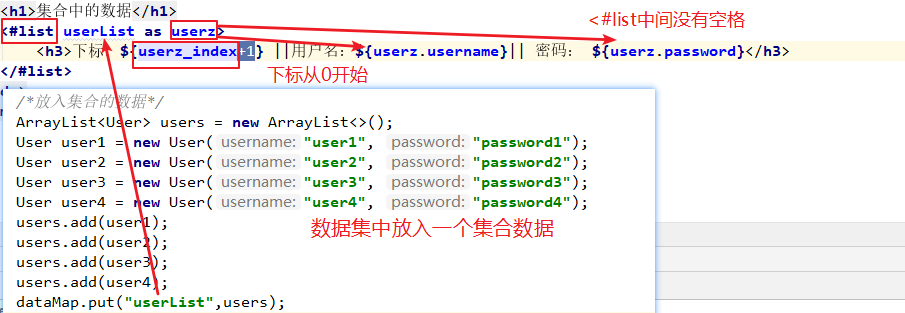 <h1>集合中的数据</h1>
<#list中间没有空格
<#list userList as userz>
<h3>下标 ${userz_index+1} ||用户名：${userz.username}|| 密码： ${userz.password}</h3>
</#list>
下标从0开始
/*放入集合的数据*/
ArrayList<User> users = new ArrayList<>();
User user1 = new User( username: "user1", password: "password1");
User user2 = new User( username: "user2", password: "password2");
User user3 = new User( username: "user3", password: "password3");
User user4 = new User( username: "user4", password: "password4");
users.add(user1);
数据集中放入一个集合数据
users.add(user2);
users.add(user3);
users.add(user4);
dataMap.put("userList",users);